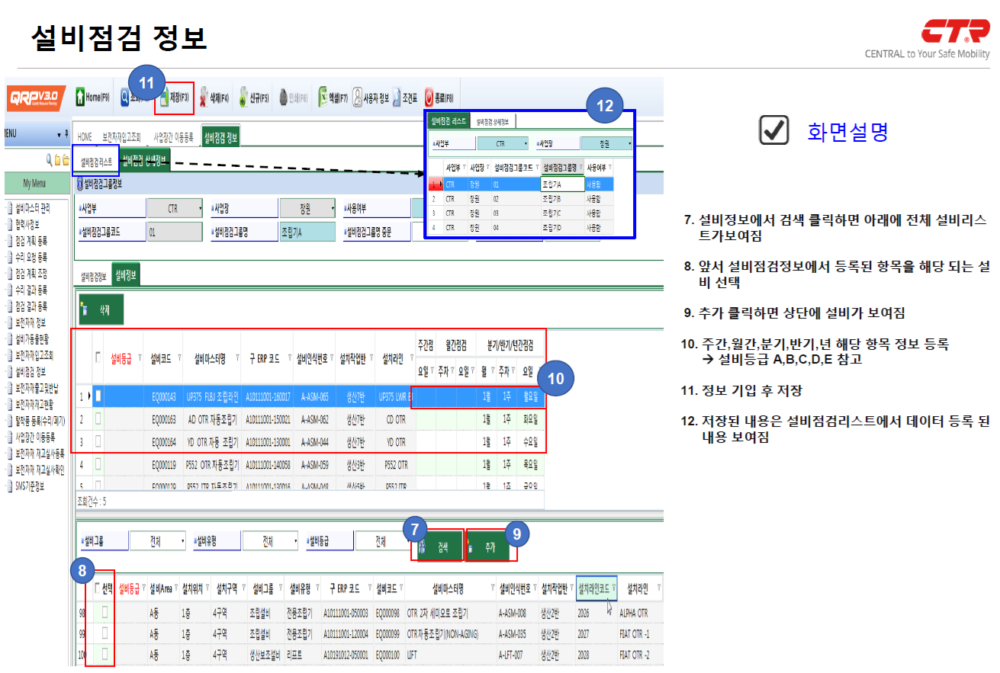 설비점검 정보
CTR
CENTRAL to Your Safe Mobility
QRP V3.0
Home(F9)
저장(F3)
삭제(F4)
신규(F5)
인쇄(F6)
엑셀(F7)
사용자 정보
조건표
종료(F8)
11
12
MENU
HOME
보전자재입고조회
사업장간 이동등록
설비점검 정보
설비점검리스트
설비점검 상세정보
My Menu
설비마스터 관리
협력사정보
점검 계획 등록
수리 요청 등록
점검 계획 조정
수리 결과 등록
점검 결과 등록
보전자재 정보
설비가동율현황
보전자재입고조회
설비점검 정보
보전자재출고및반납
보전자재재고현황
탈착품 등록(수리/폐기)
사업장간 이동등록
보전자재 재고실사등록
보전자재 재고실사확인
SMS기준정보
설비점검그룹정보
사업부 CTR 사업장 창원 사용여부
설비점검그룹코드 01 설비점검그룹명 조립기A 설비점검그룹명 중문
설비점검 리스트 설비점검 상세정보
사업부 CTR 사업장 창원
사업부 사업장 설비점검그룹코드 설비점검그룹명 사용여부
1 CTR 창원 01 조립기A 사용함
2 CTR 창원 02 조립기B 사용함
3 CTR 창원 03 조립기C 사용함
4 CTR 창원 04 조립기D 사용함
설비점검정보 설비정보
삭제
설비등급 설비코드 설비마스터명 구 ERP 코드 설비인식번호 설치작업반 설치라인 주간점 월간점검 분기/반기/년간점검
요일 주차 요일 월 주차 요일
10
1 EQ000143 UP375 FLBJ 조립라인 A10111001-160017 A-ASM-065 생산7반 UP375 LWR 1월 1주 월요일
2 EQ000163 AD OTR 자동조립기 A10111001-150021 A-ASM-062 생산7반 CD OTR 1월 1주 화요일
3 EQ000164 YD OTR 자동 조립기 A10111001-130001 A-ASM-044 생산7반 YD OTR 1월 1주 수요일
4 EQ000119 P552 OTR 자동조립기 A10111001-140058 A-ASM-059 생산3반 P552 OTR 1월 1주 목요일
5 EQ000129 P552 ITR 자동조립기 A10111001-130016 A-ASM-048 생산5반 P552 ITR 1월 1주 금요일
조회건수 : 5
설비그룹 전체 설비유형 전체 설비등급 전체 7 검색 추가 9
8
선택 설비등급 설비Area 설치위치 설치구역 설비그룹 설비유형 구 ERP 코드 설비코드 설비마스터명 설비인식번호 설치작업반 설치라인코드 설치라인
98 A동 1층 4구역 조립설비 전용조립기 A10111001-050003 EQ000098 OTR 2차 세미오토 조립기 A-ASM-008 생산2반 2026 ALPHA OTR
99 A동 1층 4구역 조립설비 전용조립기 A10111001-120004 EQ000099 OTR자동조립기(NON-AGING) A-ASM-035 생산2반 2027 FIAT OTR -1
100 A동 1층 4구역 생산보조설비 리프트 A10191012-050001 EQ000100 LIFT A-LFT-007 생산2반 2028 FIAT OTR -2
화면설명
7. 설비정보에서 검색 클릭하면 아래에 전체 설비리스
트가보여짐
8. 앞서 설비점검정보에서 등록된 항목을 해당 되는 설
비 선택
9. 추가 클릭하면 상단에 설비가 보여짐
10. 주간,월간,분기,반기,년 해당 항목 정보 등록
→ 설비등급 A,B,C,D,E 참고
11. 정보 기입 후 저장
12. 저장된 내용은 설비점검리스트에서 데이터 등록 된
내용 보여짐